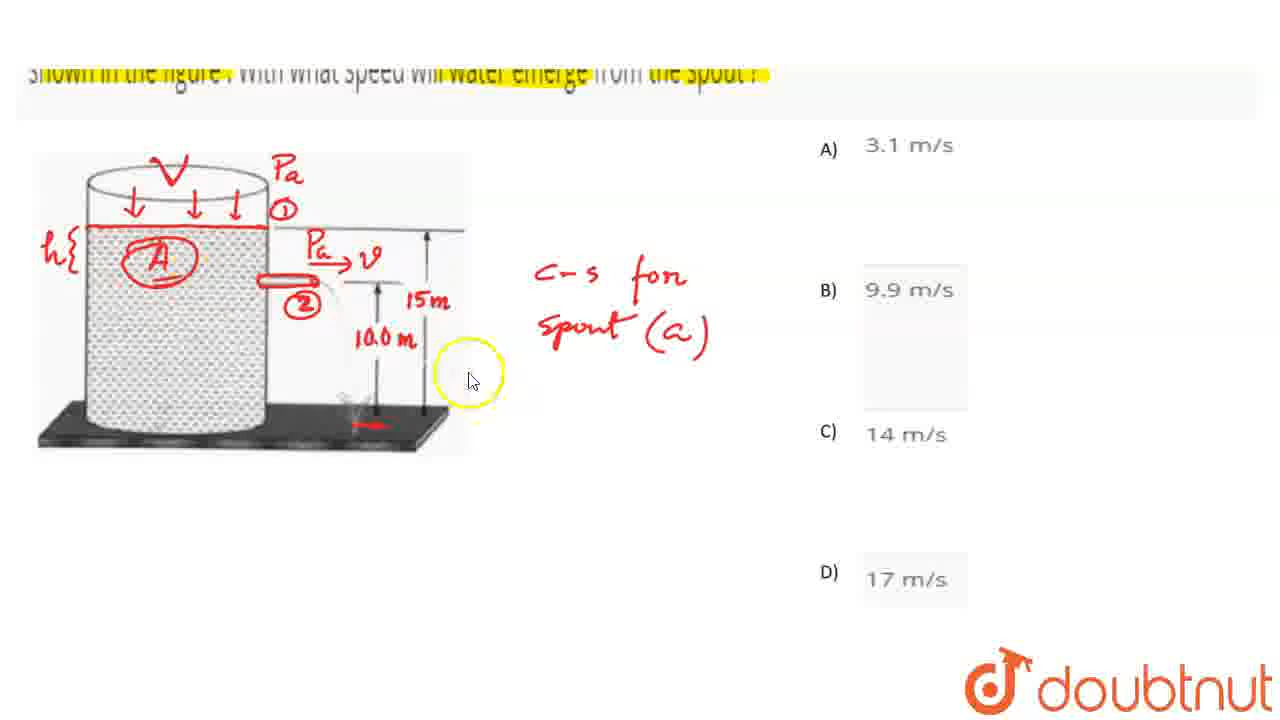 shown in the figure . With what speed will water emerge from the spout ?
A) 3.1 m/s
V
Pa
1
h{
A
Pa
v
2
15 m
10.0 m
C-s for
spout (a)
B) 9.9 m/s
C) 14 m/s
D) 17 m/s
doubtnut